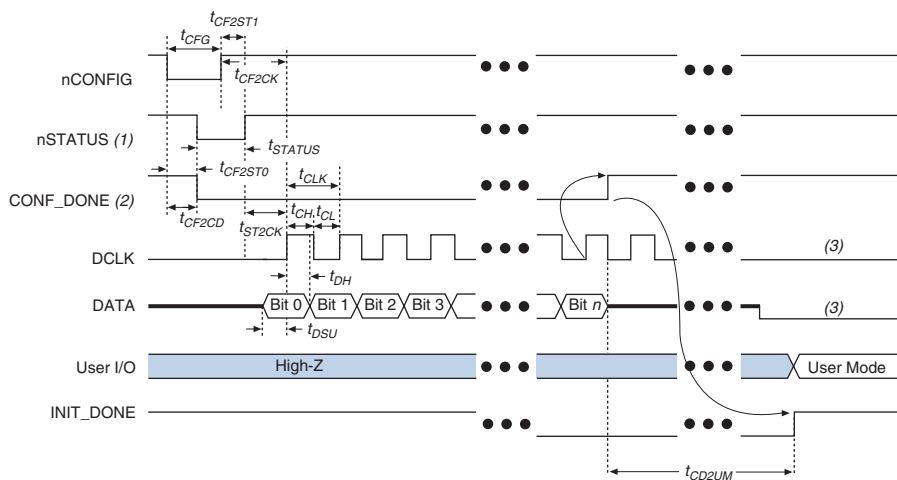 tCF2ST1
tCFG
nCONFIG
tCF2CK
nSTATUS (1)
tSTATUS
tCF2ST0
tCLK
CONF_DONE (2)
tCF2CD
tST2CK
tCH
tCL
DCLK
(3)
tDH
DATA
Bit 0
Bit 1
Bit 2
Bit 3
Bit n
(3)
tDSU
User I/O
High-Z
User Mode
INIT_DONE
tCD2UM